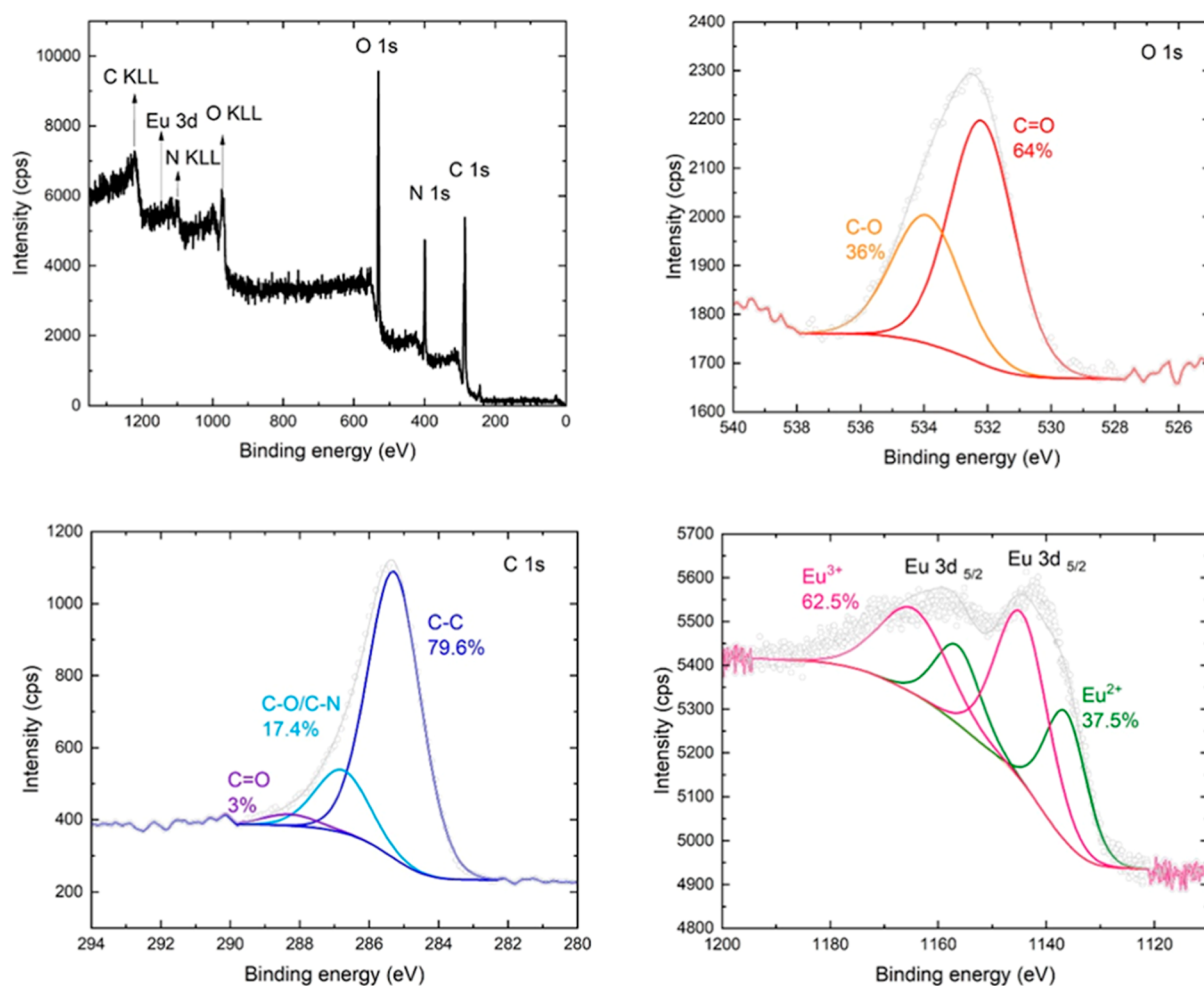 10000
8000
6000
4000
2000
0
Intensity (cps)
C KLL
Eu 3d
N KLL
O KLL
O 1s
N 1s
C 1s
1200 1000 800 600 400 200 0
Binding energy (eV)
2400
2300
2200
2100
2000
1900
1800
1700
1600
Intensity (cps)
O 1s
C=O
64%
C-O
36%
540 538 536 534 532 530 528 526
Binding energy (eV)
1200
1000
800
600
400
200
Intensity (cps)
C 1s
C-C
79.6%
C-O/C-N
17.4%
C=O
3%
294 292 290 288 286 284 282 280
Binding energy (eV)
5700
5600
5500
5400
5300
5200
5100
5000
4900
4800
Intensity (cps)
Eu³⁺
62.5%
Eu 3d 5/2
Eu 3d 5/2
Eu²⁺
37.5%
1200 1180 1160 1140 1120
Binding energy (eV)